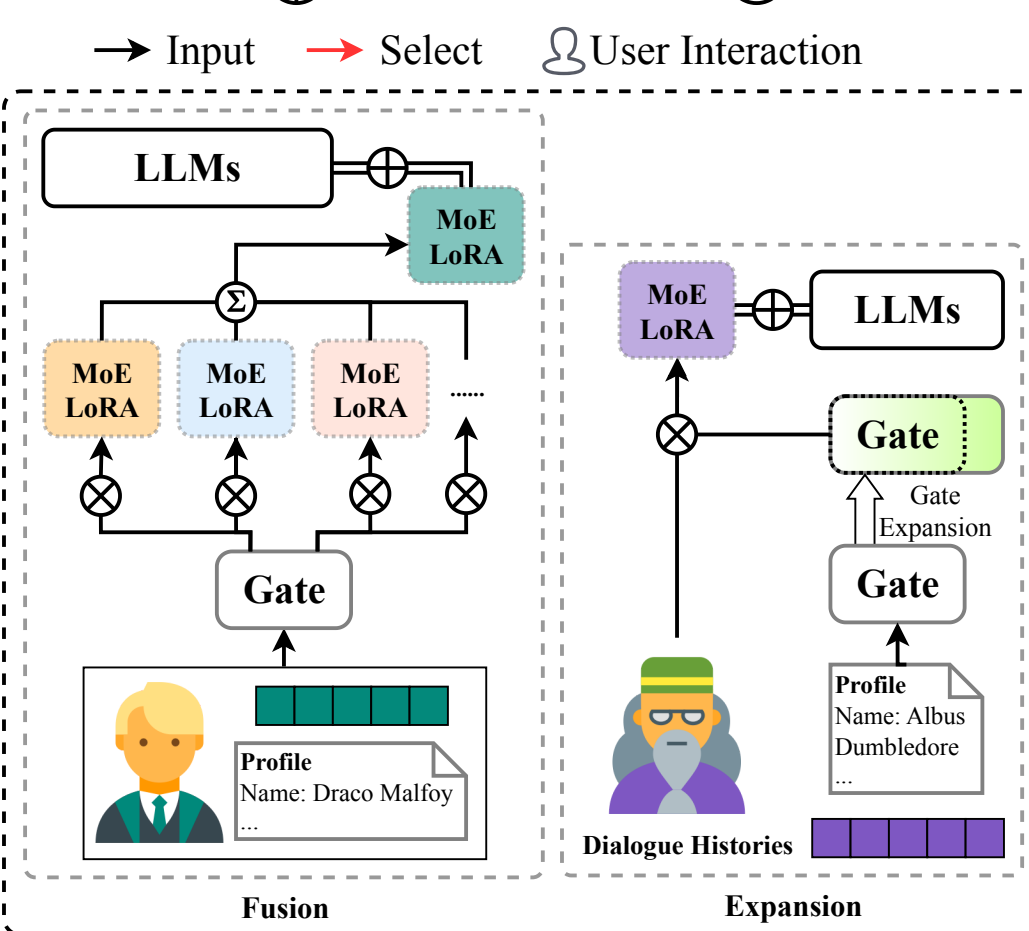 Input
Select
User Interaction
LLMs
MoE
LoRA
Σ
MoE
LoRA
MoE
LoRA
MoE
LoRA
......
Gate
Profile
Name: Draco Malfoy
...
Fusion
MoE
LoRA
LLMs
Gate
Gate
Expansion
Gate
Profile
Name: Albus
Dumbledore
...
Dialogue Histories
Expansion